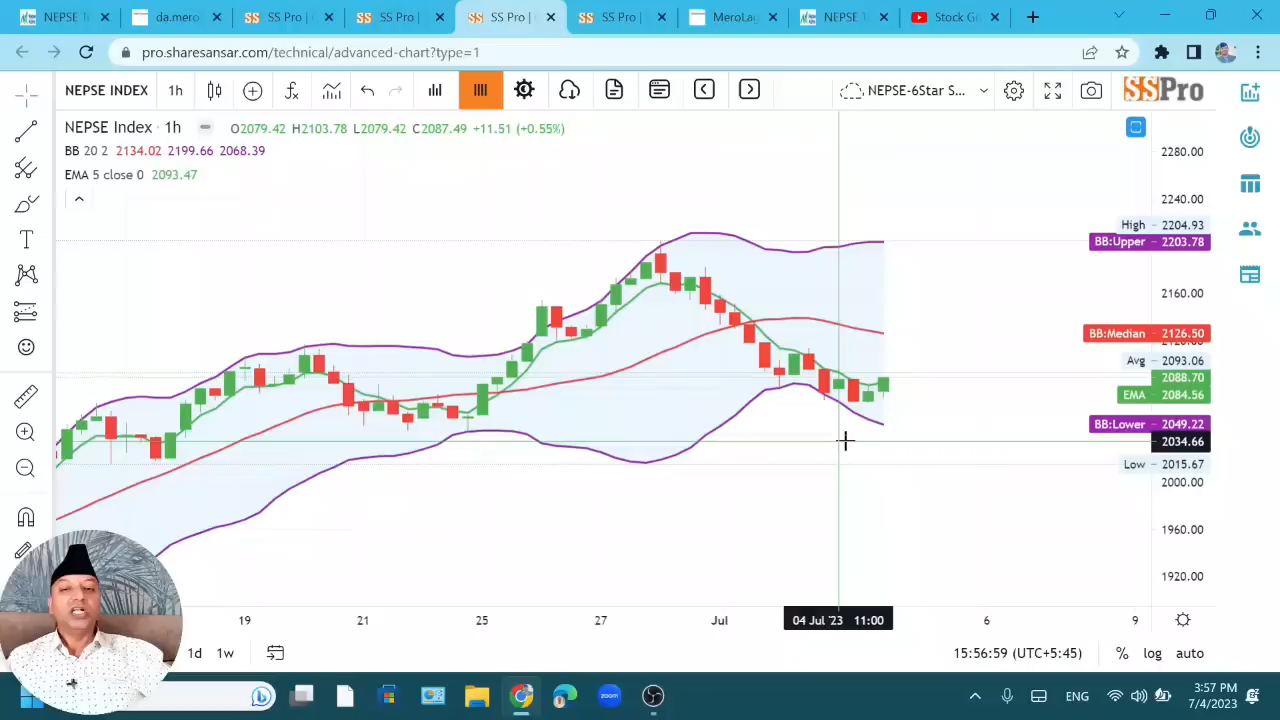 SS Pro |
da.mero
SS Pro |
SS Pro |
SS Pro |
SS Pro |
MeroLag
NEPSE 1
Stock G
pro.sharesansar.com/technical/advanced-chart?type=1
NEPSE INDEX
1h
NEPSE-6Star S...
SSPro
NEPSE Index · 1h
O2079.42 H2103.78 L2079.42 C2087.49 +11.51 (+0.55%)
BB 20 2 2134.02 2199.66 2068.39
EMA 5 close 0 2093.47
2280.00
2240.00
High 2204.93
BB:Upper 2203.78
2160.00
BB:Median 2126.50
Avg 2093.06
2088.70
EMA 2084.56
BB:Lower 2049.22
2034.66
Low 2015.67
2000.00
1960.00
1920.00
19
21
25
27
Jul
04 Jul '23 11:00
6
9
1d 1w
15:56:59 (UTC+5:45)
% log auto
zoom
ENG
3:57 PM
7/4/2023